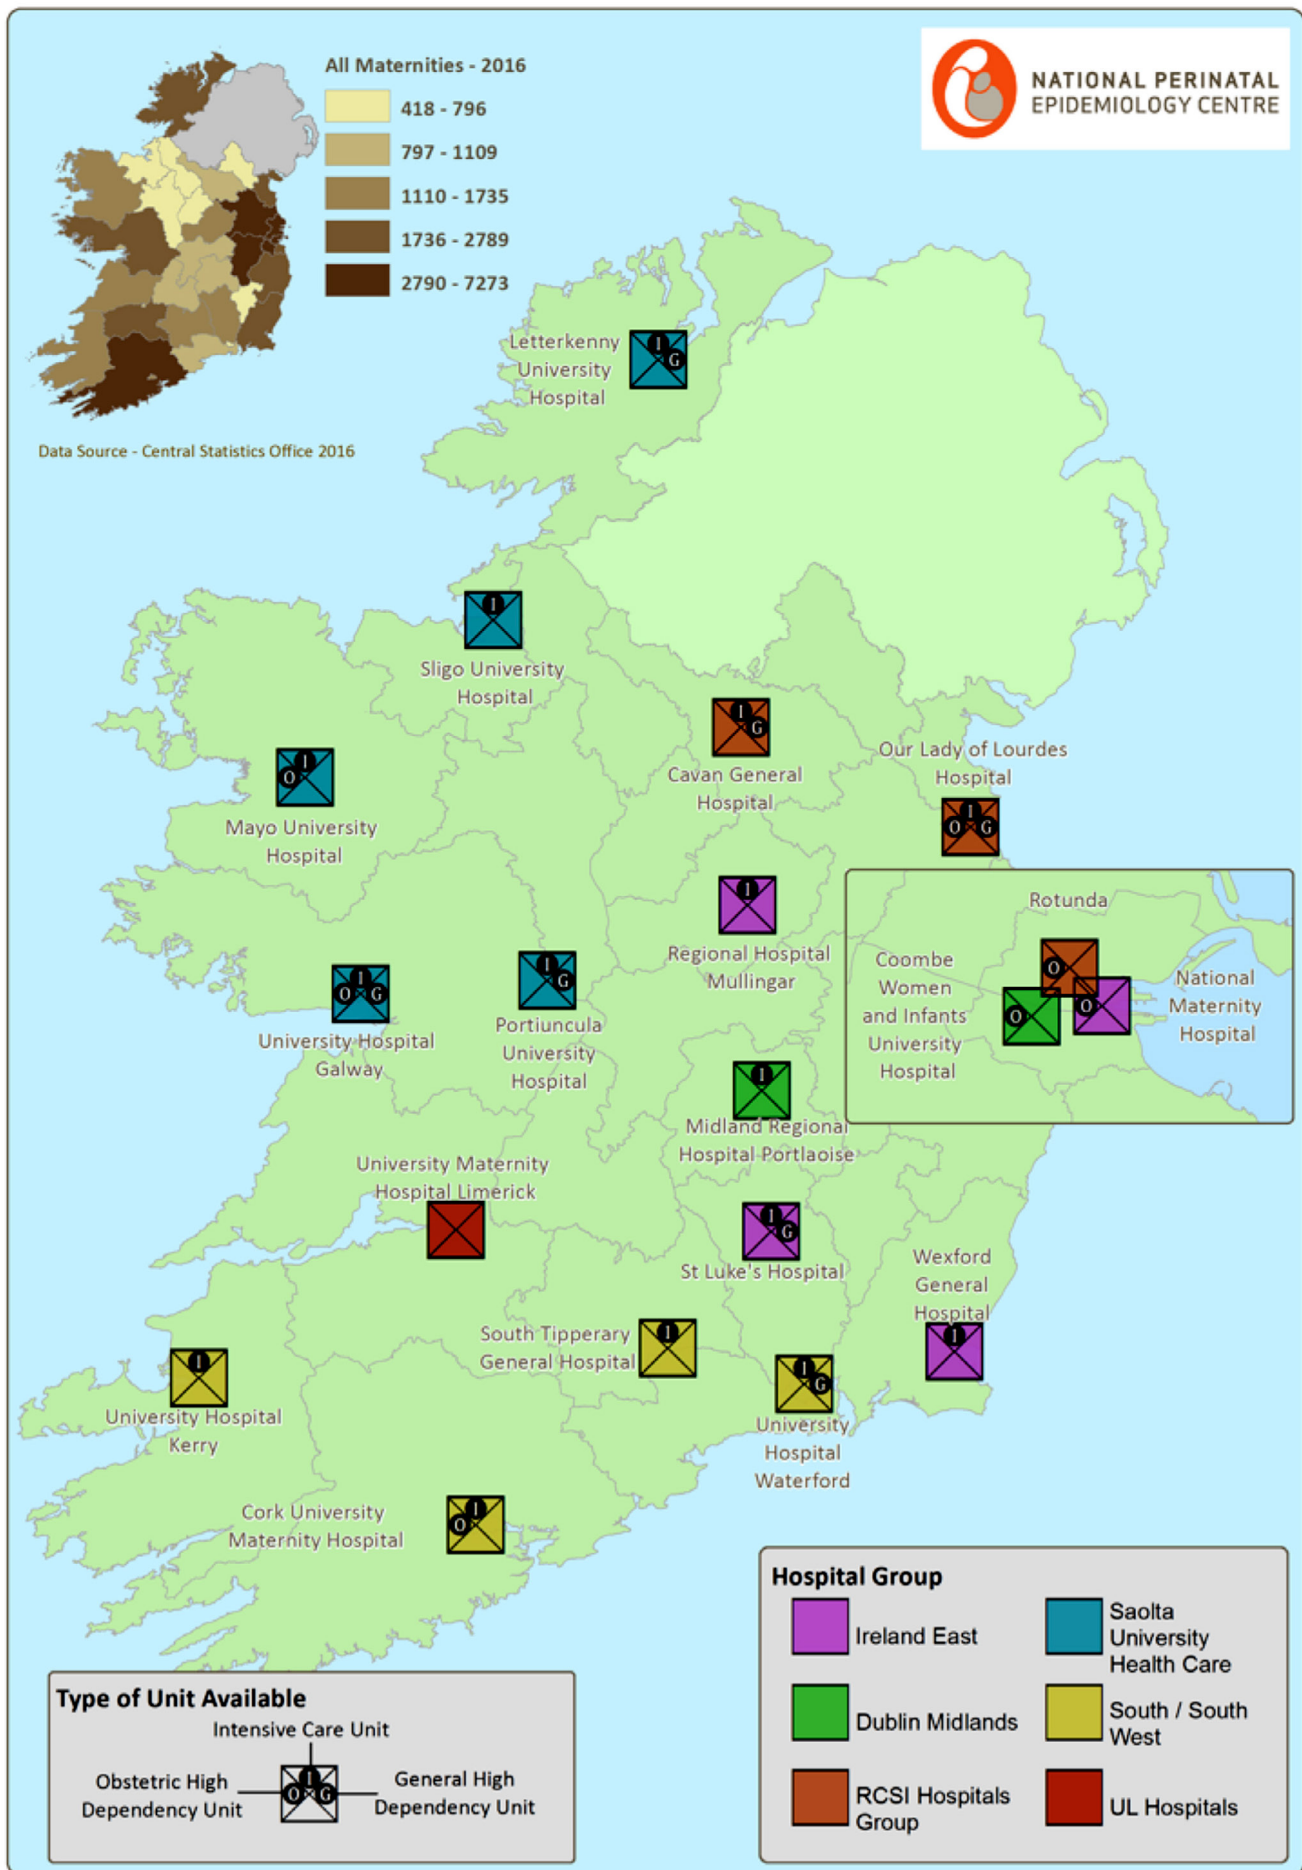 All Maternities - 2016
418 - 796
797 - 1109
1110 - 1735
1736 - 2789
2790 - 7273
Data Source - Central Statistics Office 2016
NATIONAL PERINATAL
EPIDEMIOLOGY CENTRE
Letterkenny
University
Hospital
I
G
I
Sligo University
Hospital
I
G
Cavan General
Hospital
Our Lady of Lourdes
Hospital
I
O
G
I
O
Mayo University
Hospital
I
Regional Hospital
Mullingar
Rotunda
O
Coombe
Women
and Infants
University
Hospital
O
O
National
Maternity
Hospital
I
O
G
University Hospital
Galway
I
G
Portiuncula
University
Hospital
I
Midland Regional
Hospital Portlaoise
University Maternity
Hospital Limerick
I
G
St Luke's Hospital
Wexford
General
Hospital
I
South Tipperary
General Hospital
I
I
University Hospital
Kerry
I
G
University
Hospital
Waterford
Cork University
Maternity Hospital
I
O
Type of Unit Available
Intensive Care Unit
Obstetric High
Dependency Unit
I
O
G
General High
Dependency Unit
Hospital Group
Ireland East
Saolta
University
Health Care
Dublin Midlands
South / South
West
RCSI Hospitals
Group
UL Hospitals